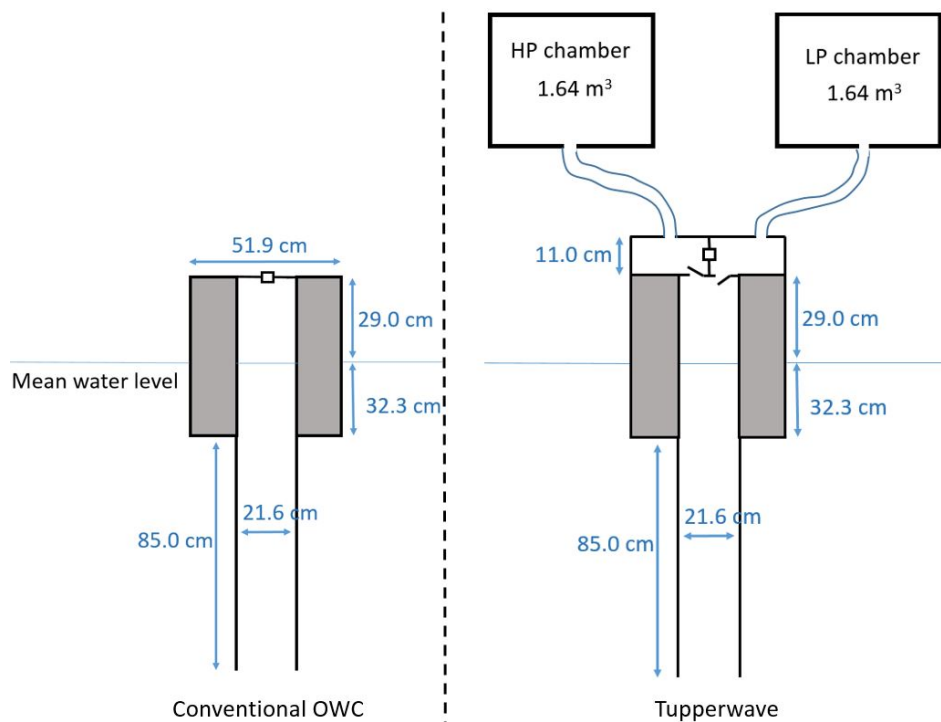 HP chamber
1.64 m³
LP chamber
1.64 m³
51.9 cm
29.0 cm
Mean water level
32.3 cm
21.6 cm
85.0 cm
Conventional OWC
11.0 cm
29.0 cm
32.3 cm
21.6 cm
85.0 cm
Tupperwave